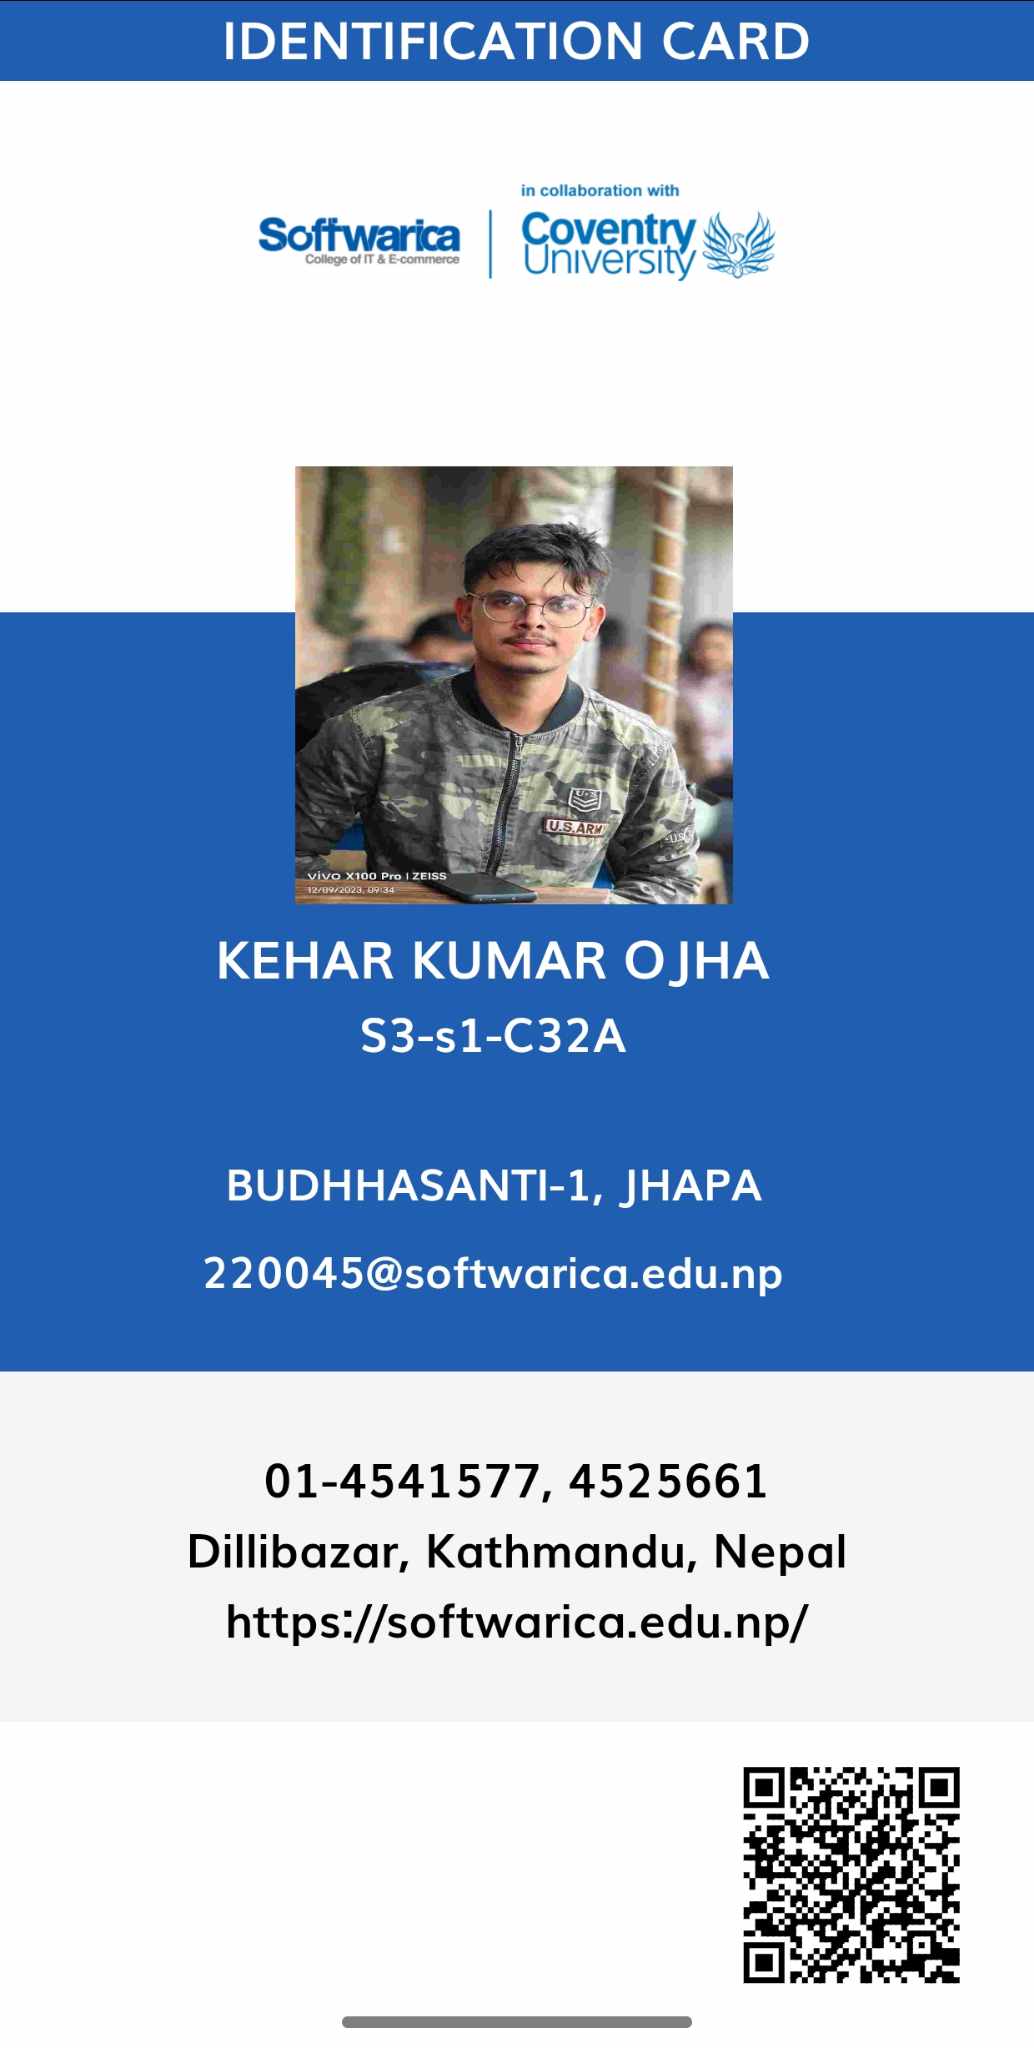 IDENTIFICATION CARD
in collaboration with
Softwarica
College of IT & E-commerce
Coventry
University
U.S
U.S.ARMY
vivo X100 Pro | ZEISS
12/09/2023, 09:34
KEHAR KUMAR OJHA
S3-s1-C32A
BUDHHASANTI-1, JHAPA
220045@softwarica.edu.np
01-4541577, 4525661
Dillibazar, Kathmandu, Nepal
https://softwarica.edu.np/